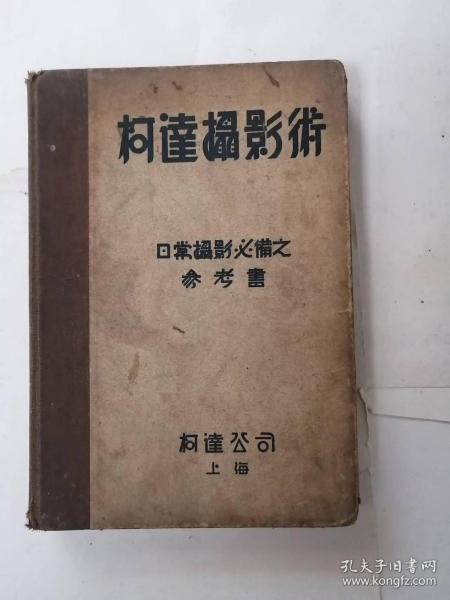 柯達攝影術
日常攝影必備之
參考書
柯達公司
上海
孔夫子旧书网
www.kongfz.com